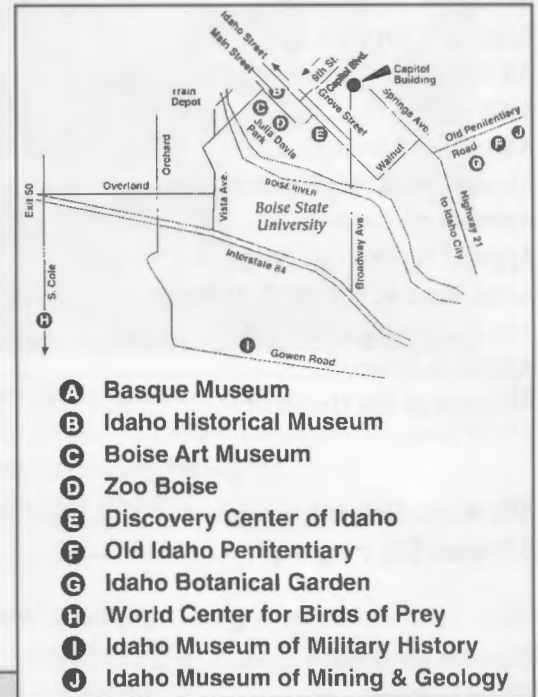 Idaho Street
Main Street
9th St.
Capitol Blvd.
Capitol
Building
Grove Street
Springs Ave.
Train
Depot
B
C
D
E
Julia Davis
Park
Walnut
Old Penitentiary
Road
G
F
J
Orchard
Overland
Exit 50
Vista Ave.
BOISE RIVER
Boise State
University
Broadway Ave.
Highway 21
to Idaho City
Interstate 84
S. Cole
H
I
Gowen Road
A Basque Museum
B Idaho Historical Museum
C Boise Art Museum
D Zoo Boise
E Discovery Center of Idaho
F Old Idaho Penitentiary
G Idaho Botanical Garden
H World Center for Birds of Prey
I Idaho Museum of Military History
J Idaho Museum of Mining & Geology